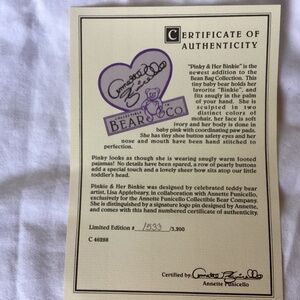 CERTIFICATE OF
AUTHENTICITY
"Pinky & Her Binkie" is the
newest addition to the
Bean Bag Collection. This
tiny baby bear holds her
favorite "Binkie", and
fits snugly in the palm
of your hand. She is
sculpted in two
distinct colors of
mohair, her face is soft
ivory and her body is done in
baby pink with coordinating paw pads.
She has tiny shoe button safety eyes and her
nose and mouth have been hand stitched to
perfection.
Annette Funicello
COLLECTIBLE
BEAR CO
Pinky looks as though she is wearing snugly warm footed
pajamas! No details have been spared, a row of pearly buttons
add a special touch and a lovely sheer bow sits atop our little
toddler's head.
Pinkie & Her Binkie was designed by celebrated teddy bear
artist, Lisa Applebeary, in collaboration with Annette Funicello,
exclusively for the Annette Funicello Collectible Bear Company.
She is distinguished by a signature logo pin designed by Annette,
and comes with this hand numbered certificate of authenticity.
Limited Edition # 1533 /3,200
C 46288
Certified by Annette Funicello
Annette Funicello